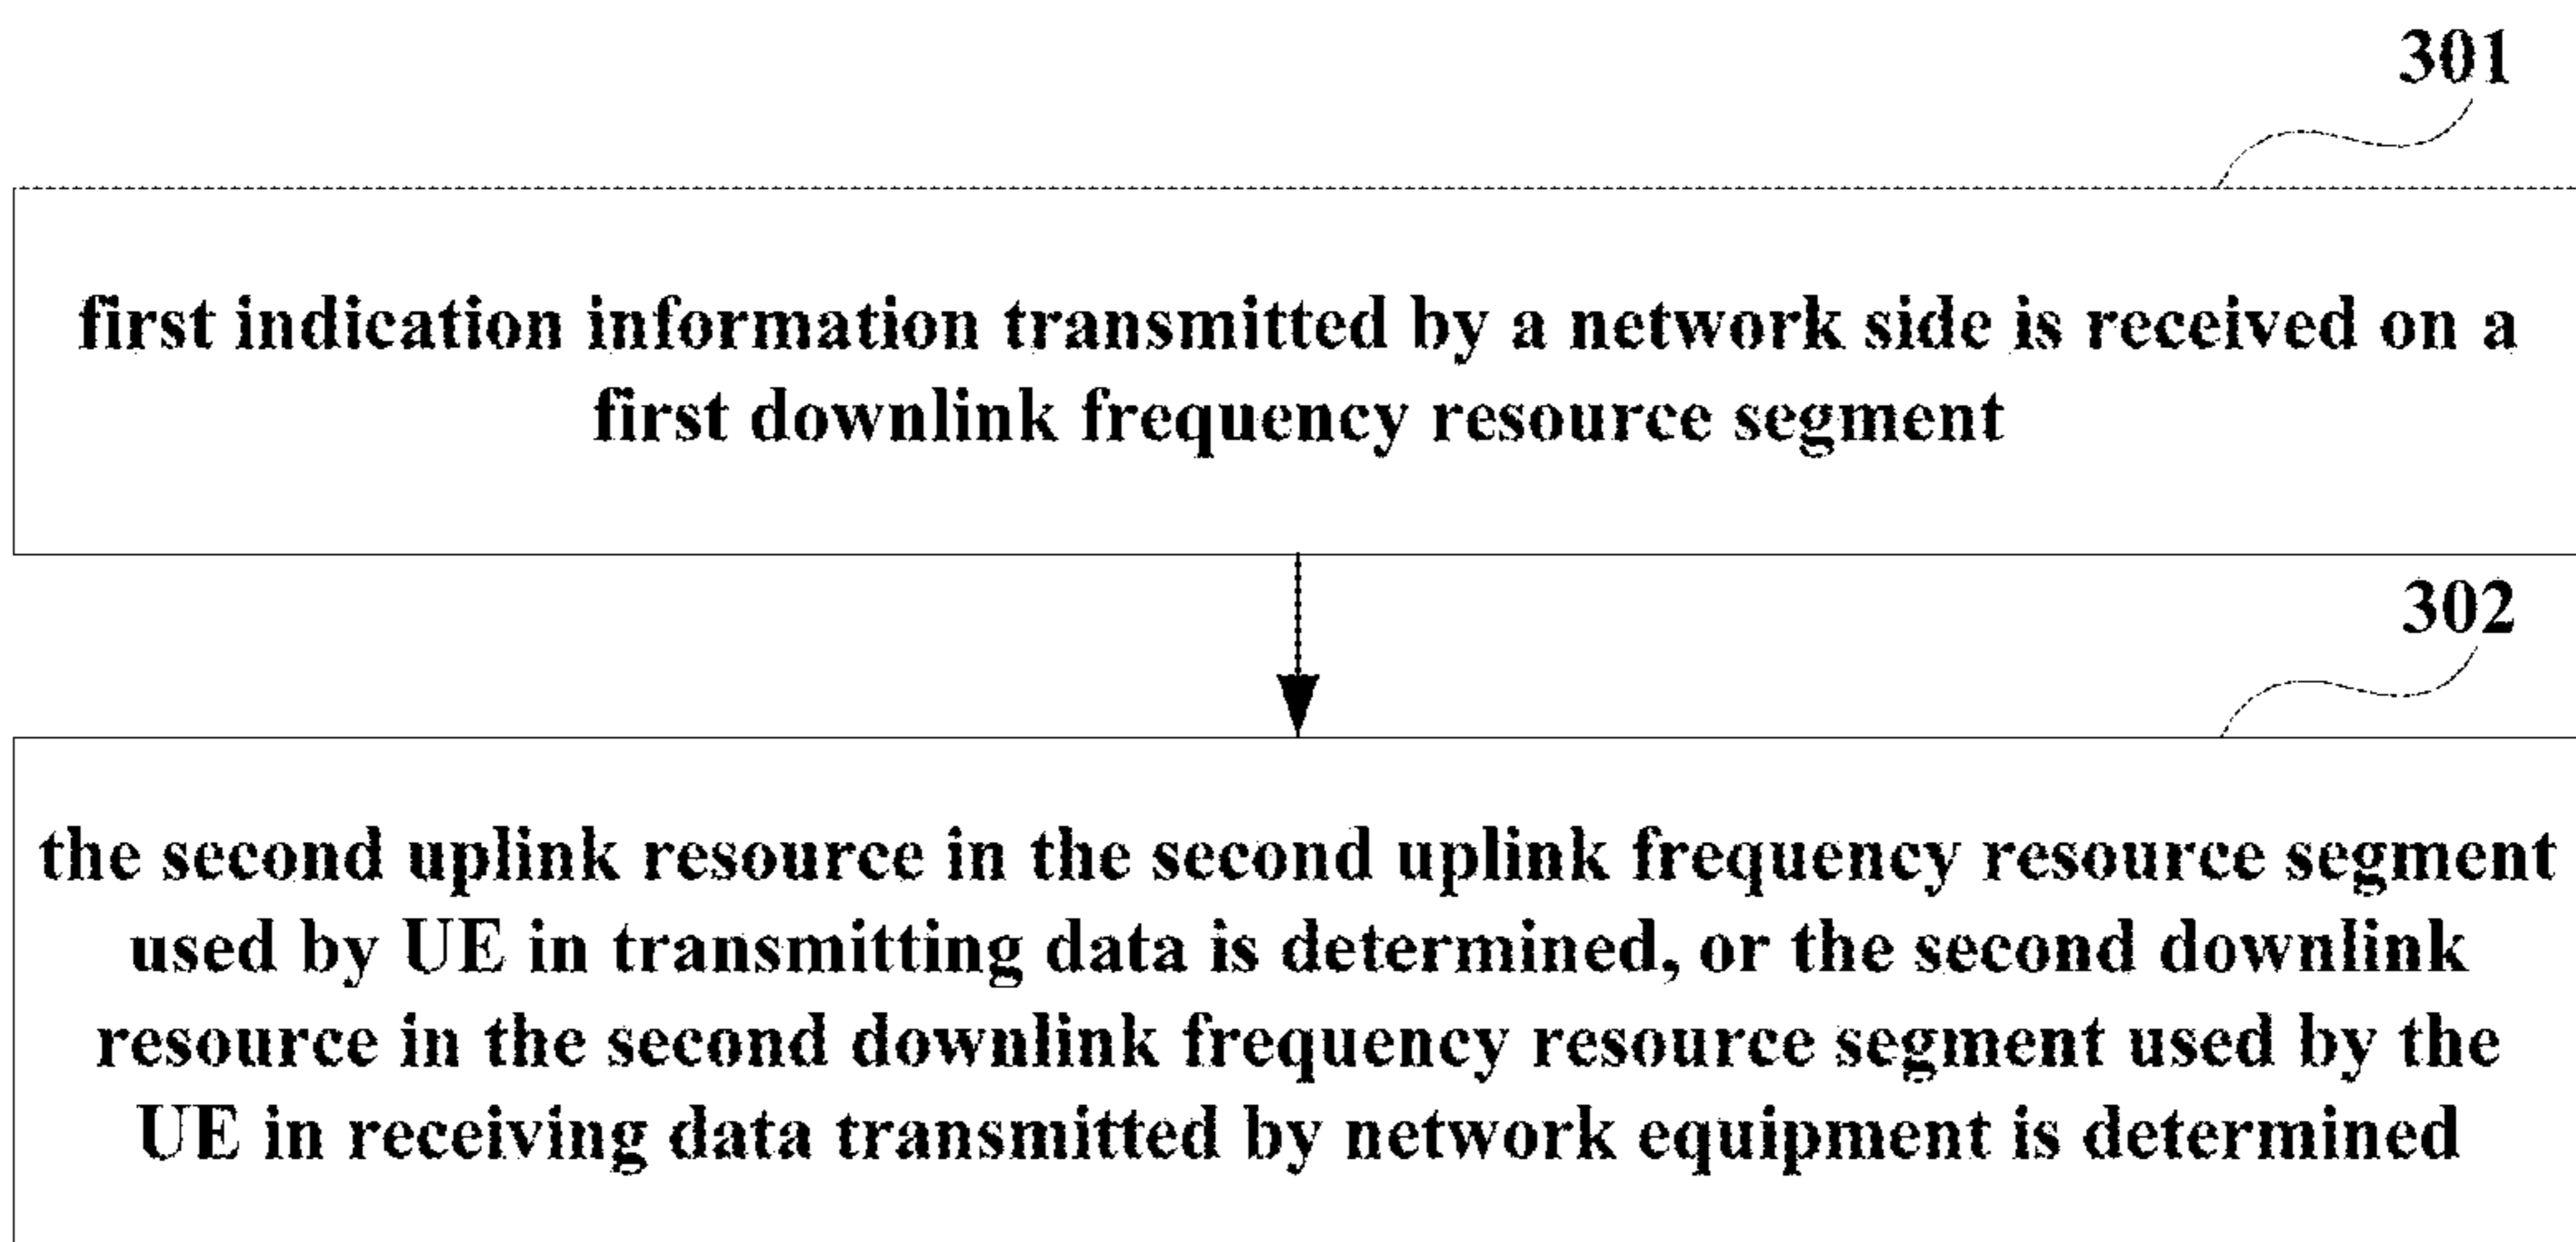 301
first indication information transmitted by a network side is received on a
first downlink frequency resource segment
302
the second uplink resource in the second uplink frequency resource segment
used by UE in transmitting data is determined, or the second downlink
resource in the second downlink frequency resource segment used by the
UE in receiving data transmitted by network equipment is determined